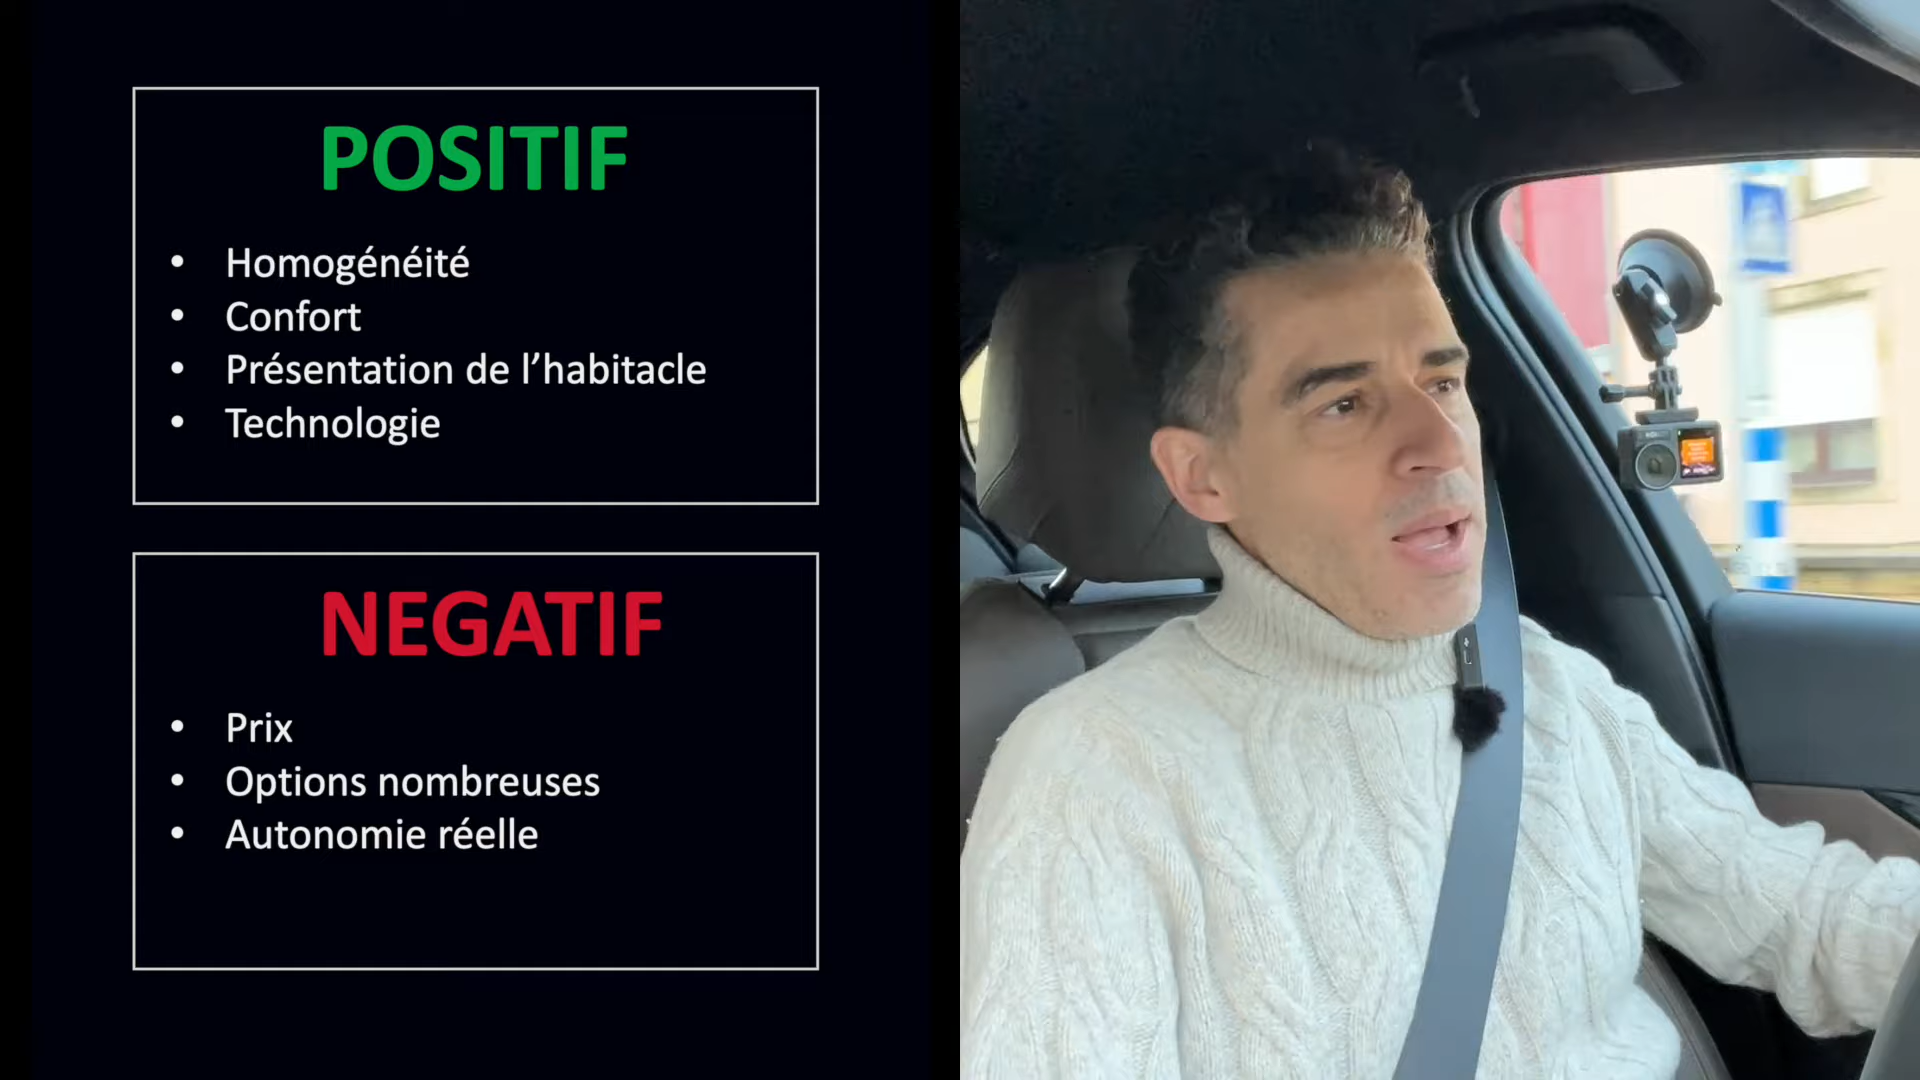 POSITIF
• Homogénéité
• Confort
• Présentation de l’habitacle
• Technologie
NEGATIF
• Prix
• Options nombreuses
• Autonomie réelle